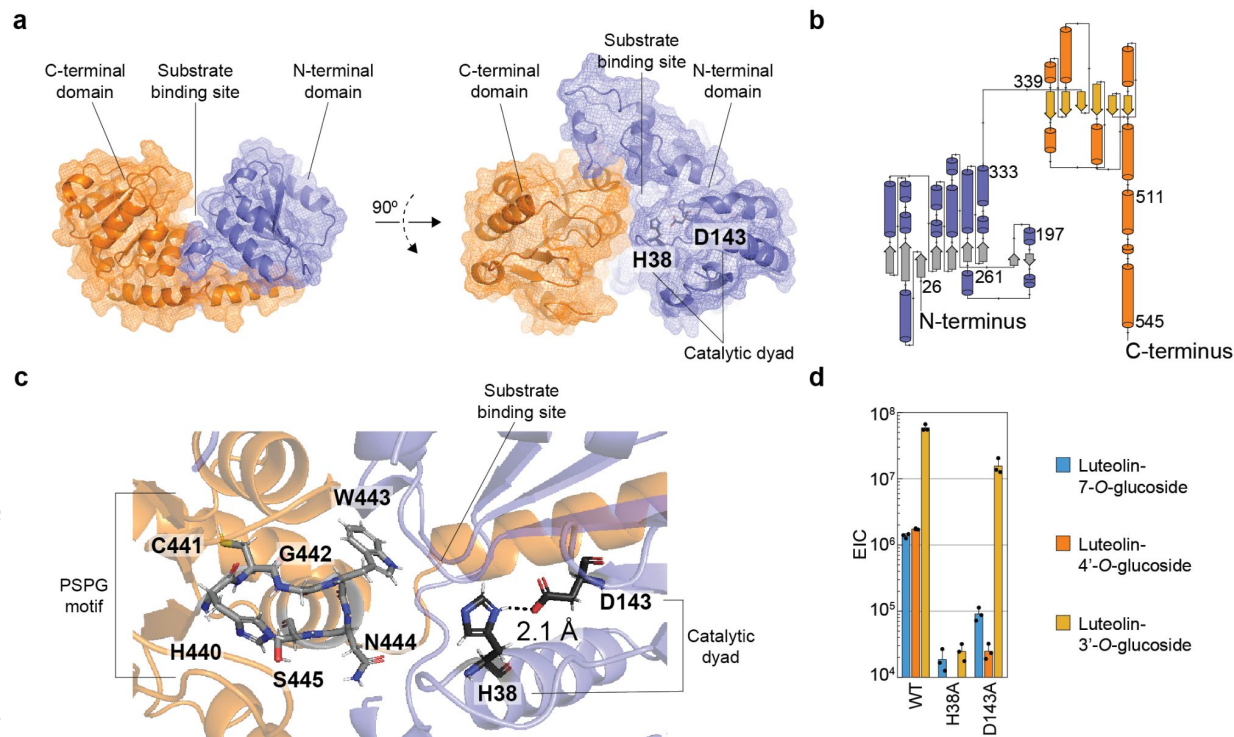 a
C-terminal
domain
Substrate
binding site
N-terminal
domain
90º
C-terminal
domain
Substrate
binding site
N-terminal
domain
H38
D143
Catalytic dyad
b
339
333
197
511
26
261
545
N-terminus
C-terminus
c
Substrate
binding site
PSPG
motif
C441
G442
W443
H440
S445
N444
2.1 Å
H38
D143
Catalytic
dyad
d
EIC
10⁸
10⁷
10⁶
10⁵
10⁴
WT
H38A
D143A
Luteolin-
7-O-glucoside
Luteolin-
4'-O-glucoside
Luteolin-
3'-O-glucoside